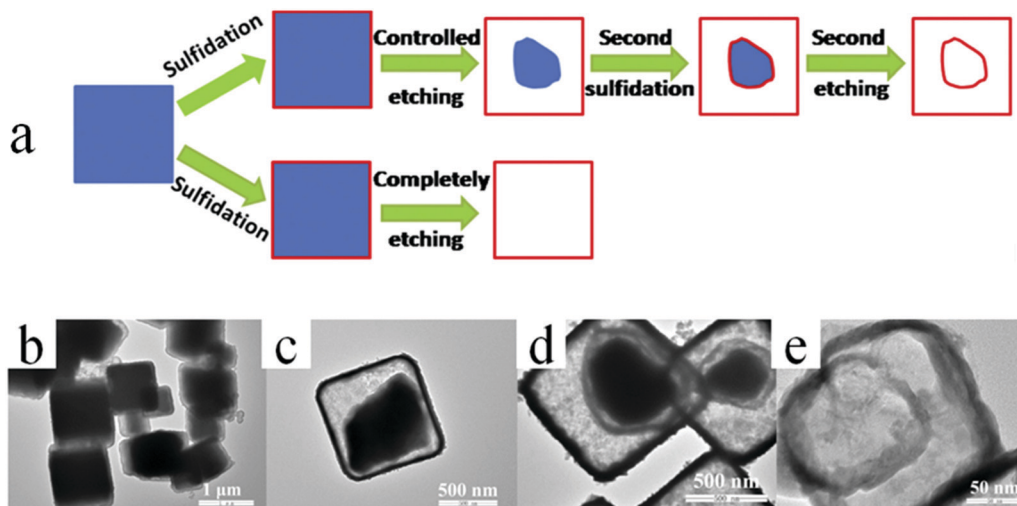 a
Sulfidation
Controlled
etching
Second
sulfidation
Second
etching
Sulfidation
Completely
etching
b
1 μm
c
500 nm
d
500 nm
e
50 nm